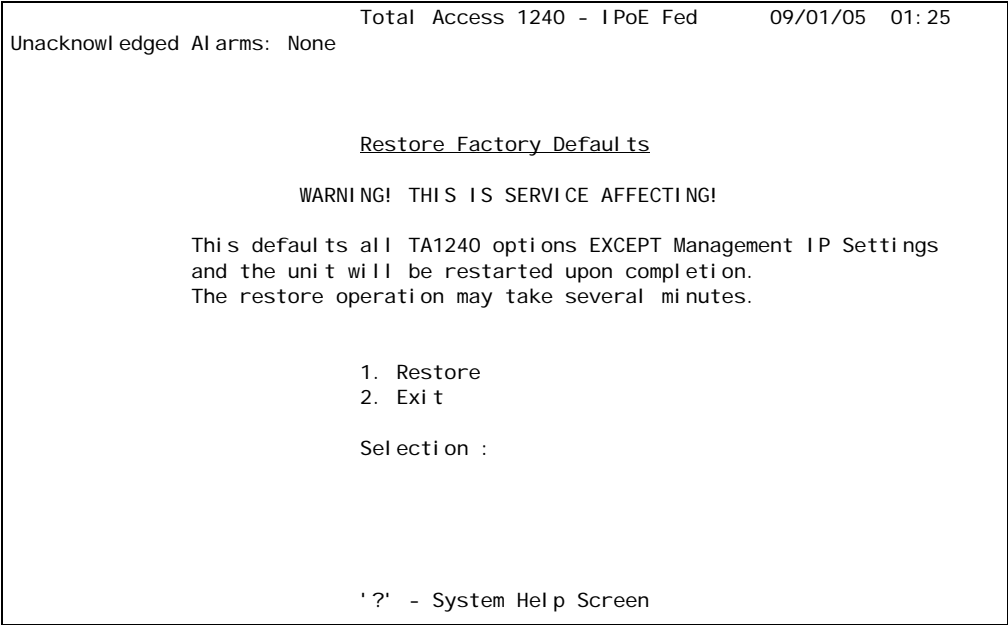 Total Access 1240 - IPoE Fed 09/01/05 01:25
Unacknowledged Alarms: None
Restore Factory Defaults
WARNING! THIS IS SERVICE AFFECTING!
This defaults all TA1240 options EXCEPT Management IP Settings
and the unit will be restarted upon completion.
The restore operation may take several minutes.
1. Restore
2. Exit
Selection :
'?' - System Help Screen